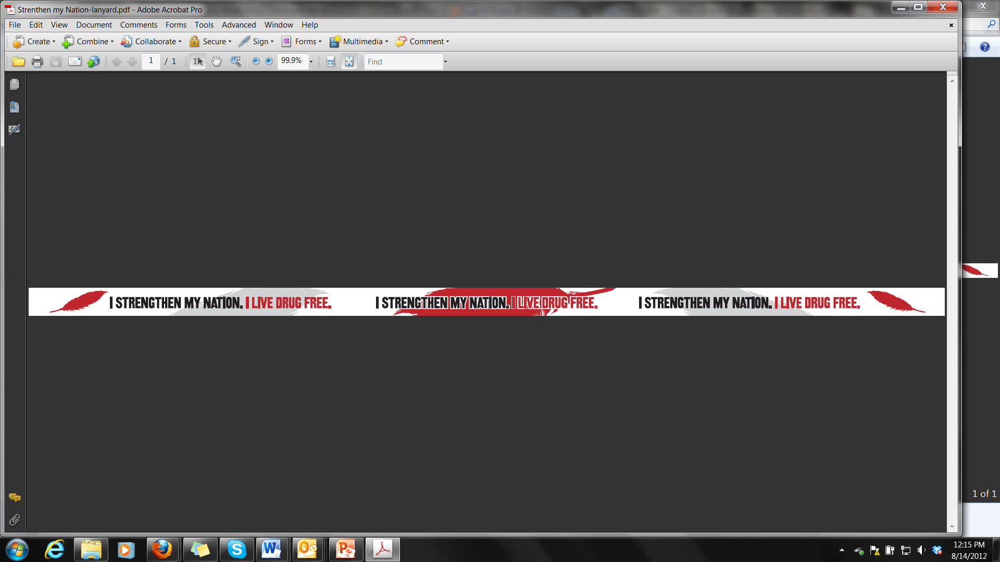 Strenthen my Nation-lanyard.pdf - Adobe Acrobat Pro
File Edit View Document Comments Forms Tools Advanced Window Help
Create Combine Collaborate Secure Sign Forms Multimedia Comment
1 / 1 99.9% Find
I STRENGTHEN MY NATION. I LIVE DRUG FREE. I STRENGTHEN MY NATION. I LIVE DRUG FREE. I STRENGTHEN MY NATION. I LIVE DRUG FREE.
1 of 1
12:15 PM
8/14/2012